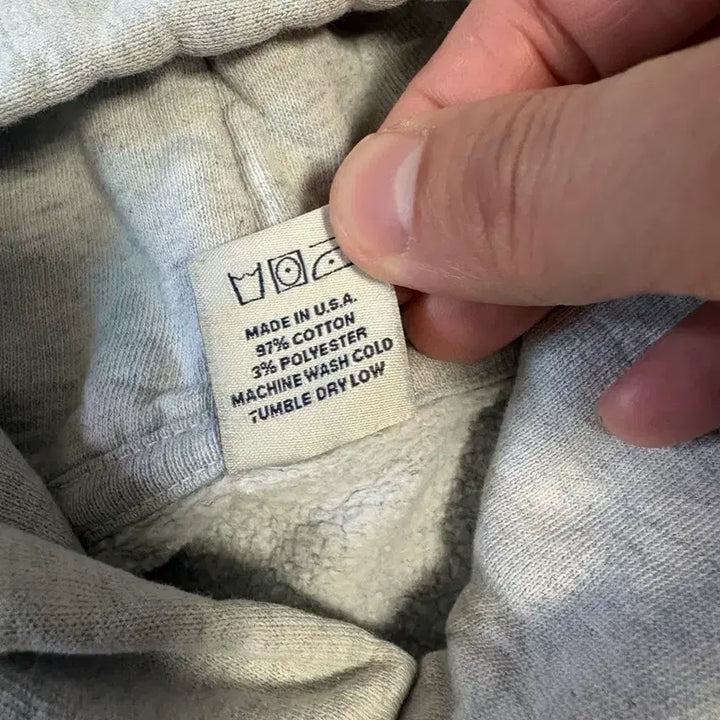 MADE IN U.S.A.
97% COTTON
3% POLYESTER
MACHINE WASH COLD
TUMBLE DRY LOW